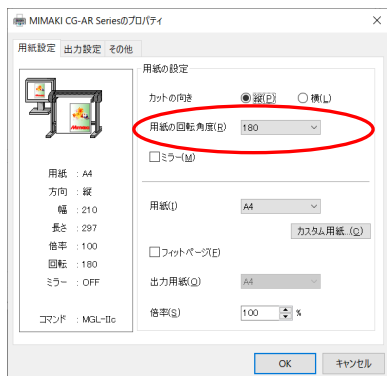 MIMAKI CG-AR Seriesのプロパティ
用紙設定 出力設定 その他
用紙の設定
カットの向き 縦(P) 横(L)
用紙の回転角度(R) 180
ミラー(M)
Mimaki
用紙 : A4
方向 : 縦
幅 : 210
長さ : 297
倍率 : 100
回転 : 180
ミラー : OFF
コマンド : MGL-IIc
用紙(I) A4
カスタム用紙...(C)
フィットページ(F)
出力用紙(O) A4
倍率(S) 100 %
OK キャンセル